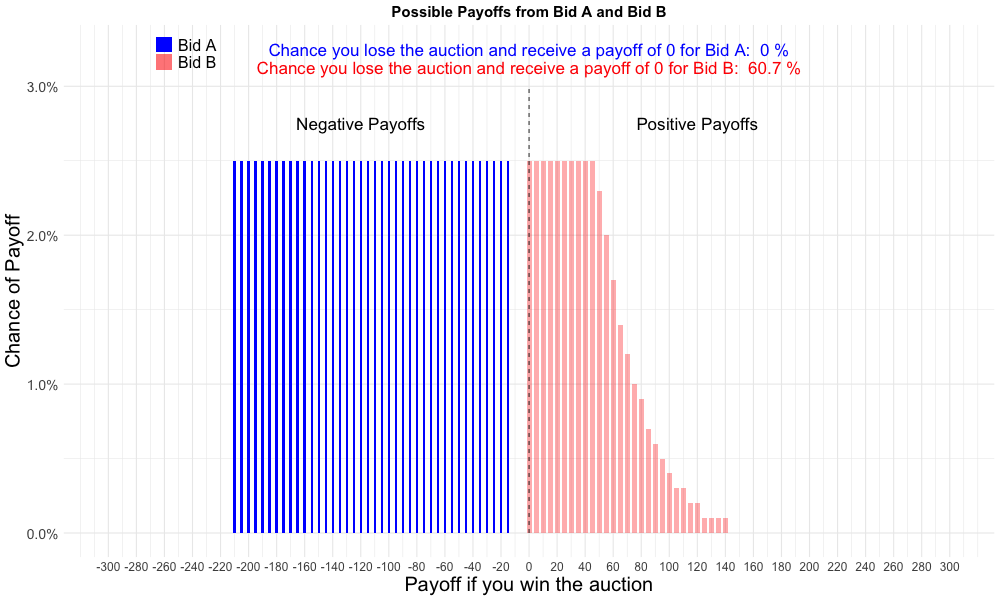 Possible Payoffs from Bid A and Bid B
Bid A
Bid B
Chance you lose the auction and receive a payoff of 0 for Bid A:  0 %
Chance you lose the auction and receive a payoff of 0 for Bid B:  60.7 %
3.0%
Negative Payoffs
Positive Payoffs
2.0%
1.0%
0.0%
Chance of Payoff
-300 -280 -260 -240 -220 -200 -180 -160 -140 -120 -100 -80 -60 -40 -20 0 20 40 60 80 100 120 140 160 180 200 220 240 260 280 300
Payoff if you win the auction